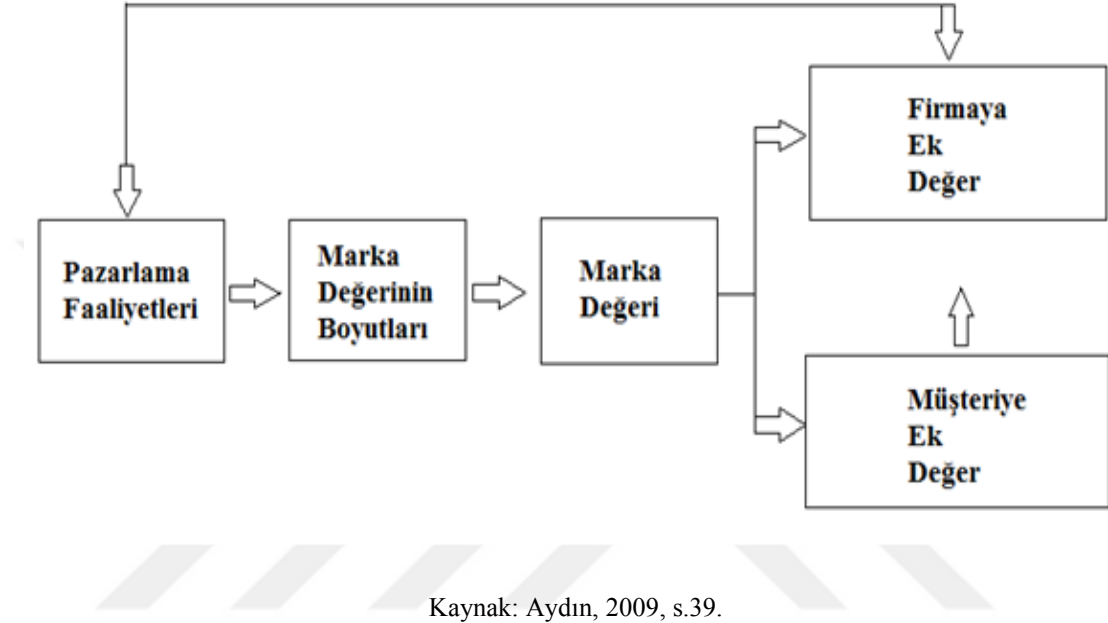 Firmaya
Ek
Değer
Pazarlama
Faaliyetleri
Marka
Değerinin
Boyutları
Marka
Değeri
Müşteriye
Ek
Değer
Kaynak: Aydın, 2009, s.39.